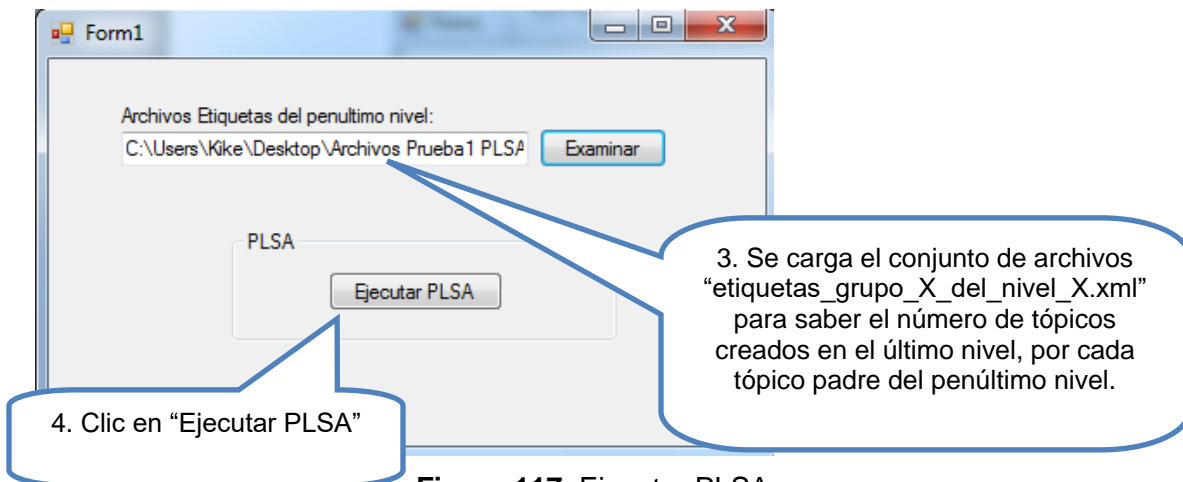 Form1
Archivos Etiquetas del penultimo nivel:
C:\Users\Kike\Desktop\Archivos Prueba1 PLSA
Examinar
PLSA
Ejecutar PLSA
3. Se carga el conjunto de archivos
“etiquetas_grupo_X_del_nivel_X.xml”
para saber el número de tópicos
creados en el último nivel, por cada
tópico padre del penúltimo nivel.
4. Clic en “Ejecutar PLSA”
Figura 117. Ejecutar PLSA